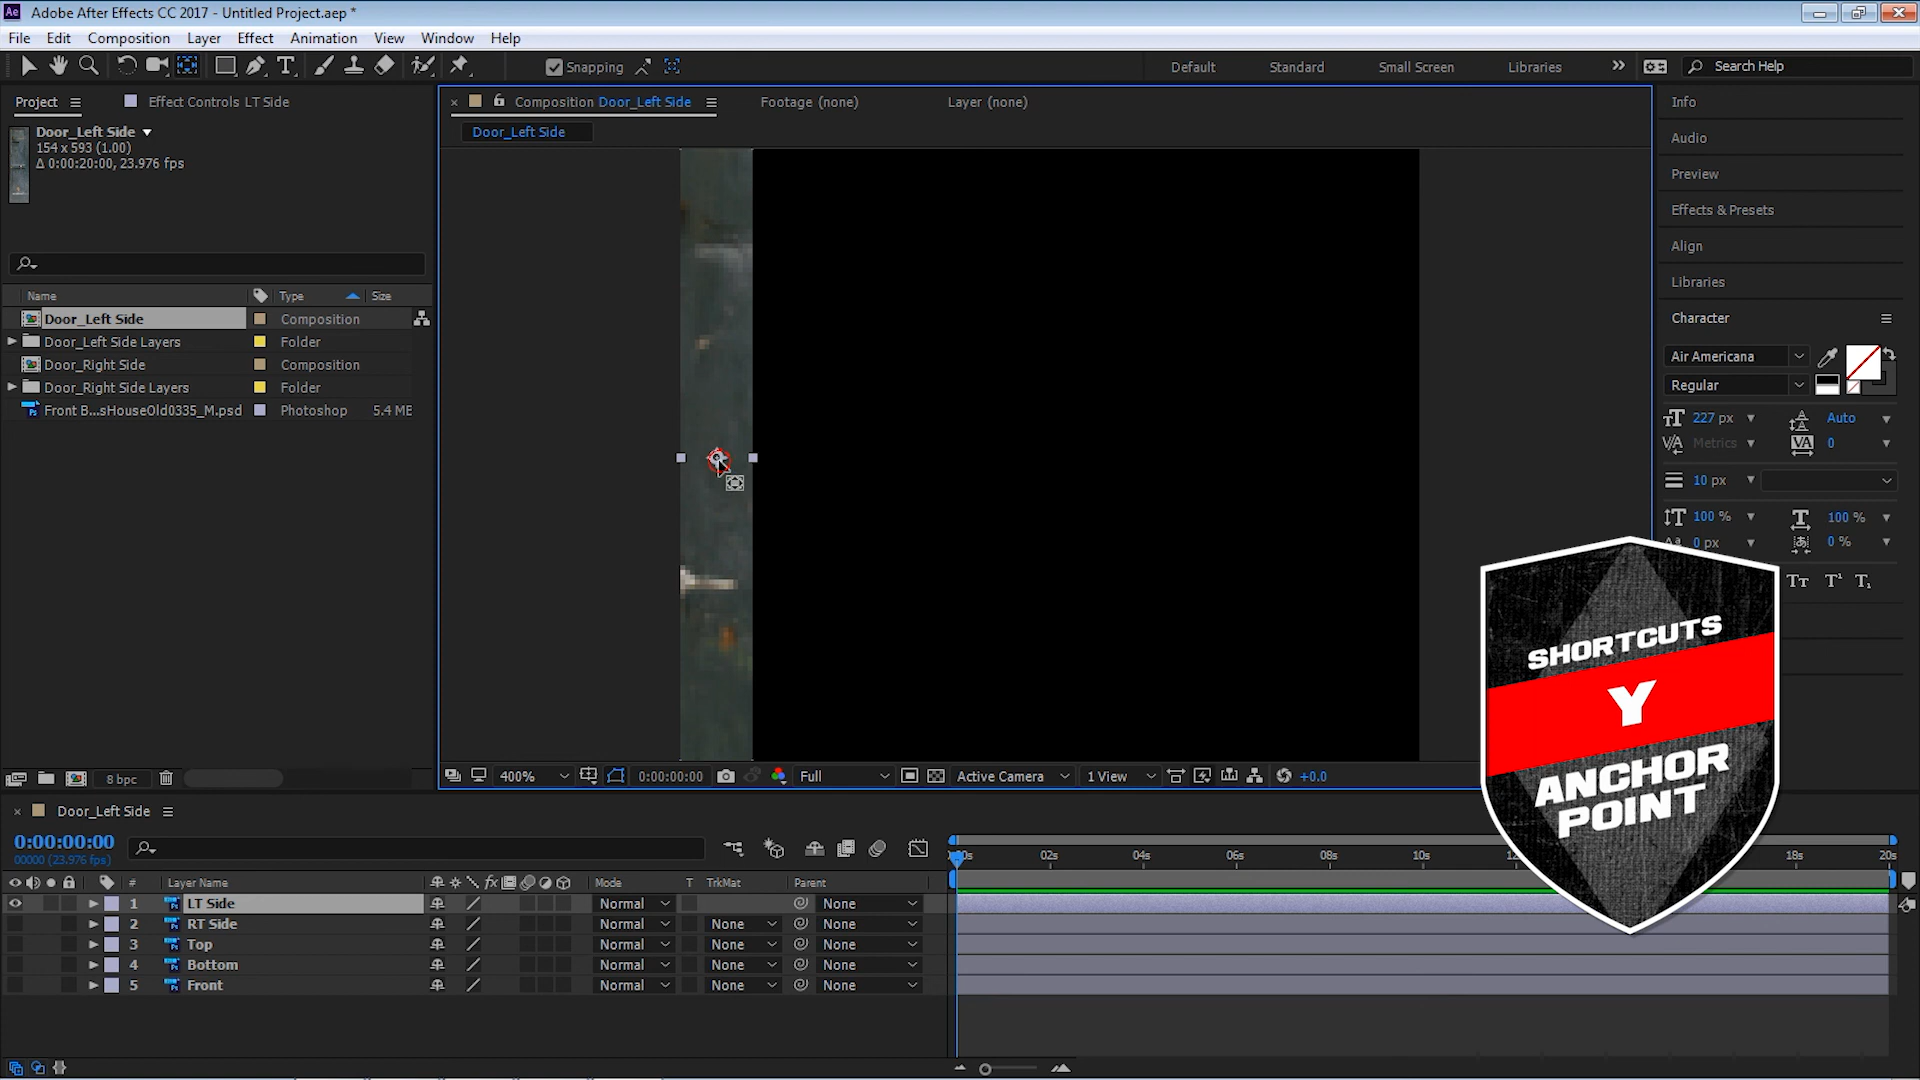 Adobe After Effects CC 2017 - Untitled Project.aep *
File Edit Composition Layer Effect Animation View Window Help
Snapping
Default Standard Small Screen Libraries
Search Help
Project
Effect Controls LT Side
Composition Door_Left Side
Footage (none)
Layer (none)
Door_Left Side
154 x 593 (1.00)
Δ 0:00:20:00, 23.976 fps
Door_Left Side
Name Type Size
Door_Left Side Composition
Door_Left Side Layers Folder
Door_Right Side Composition
Door_Right Side Layers Folder
Front B...sHouseOld0335_M.psd Photoshop 5.4 MB
8 bpc
400% 0:00:00:00 Full Active Camera 1 View +0.0
Info
Audio
Preview
Effects & Presets
Align
Libraries
Character
Air Americana
Regular
227 px Auto
Metrics 0
10 px
100 % 100 %
0 px 0 %
SHORTCUTS
Y
ANCHOR
POINT
Door_Left Side
0:00:00:00
00000 (23.976 fps)
02s 04s 06s 08s 10s 18s 20s
# Layer Name Mode T TrkMat Parent
1 LT Side Normal None
2 RT Side Normal None None
3 Top Normal None None
4 Bottom Normal None None
5 Front Normal None None